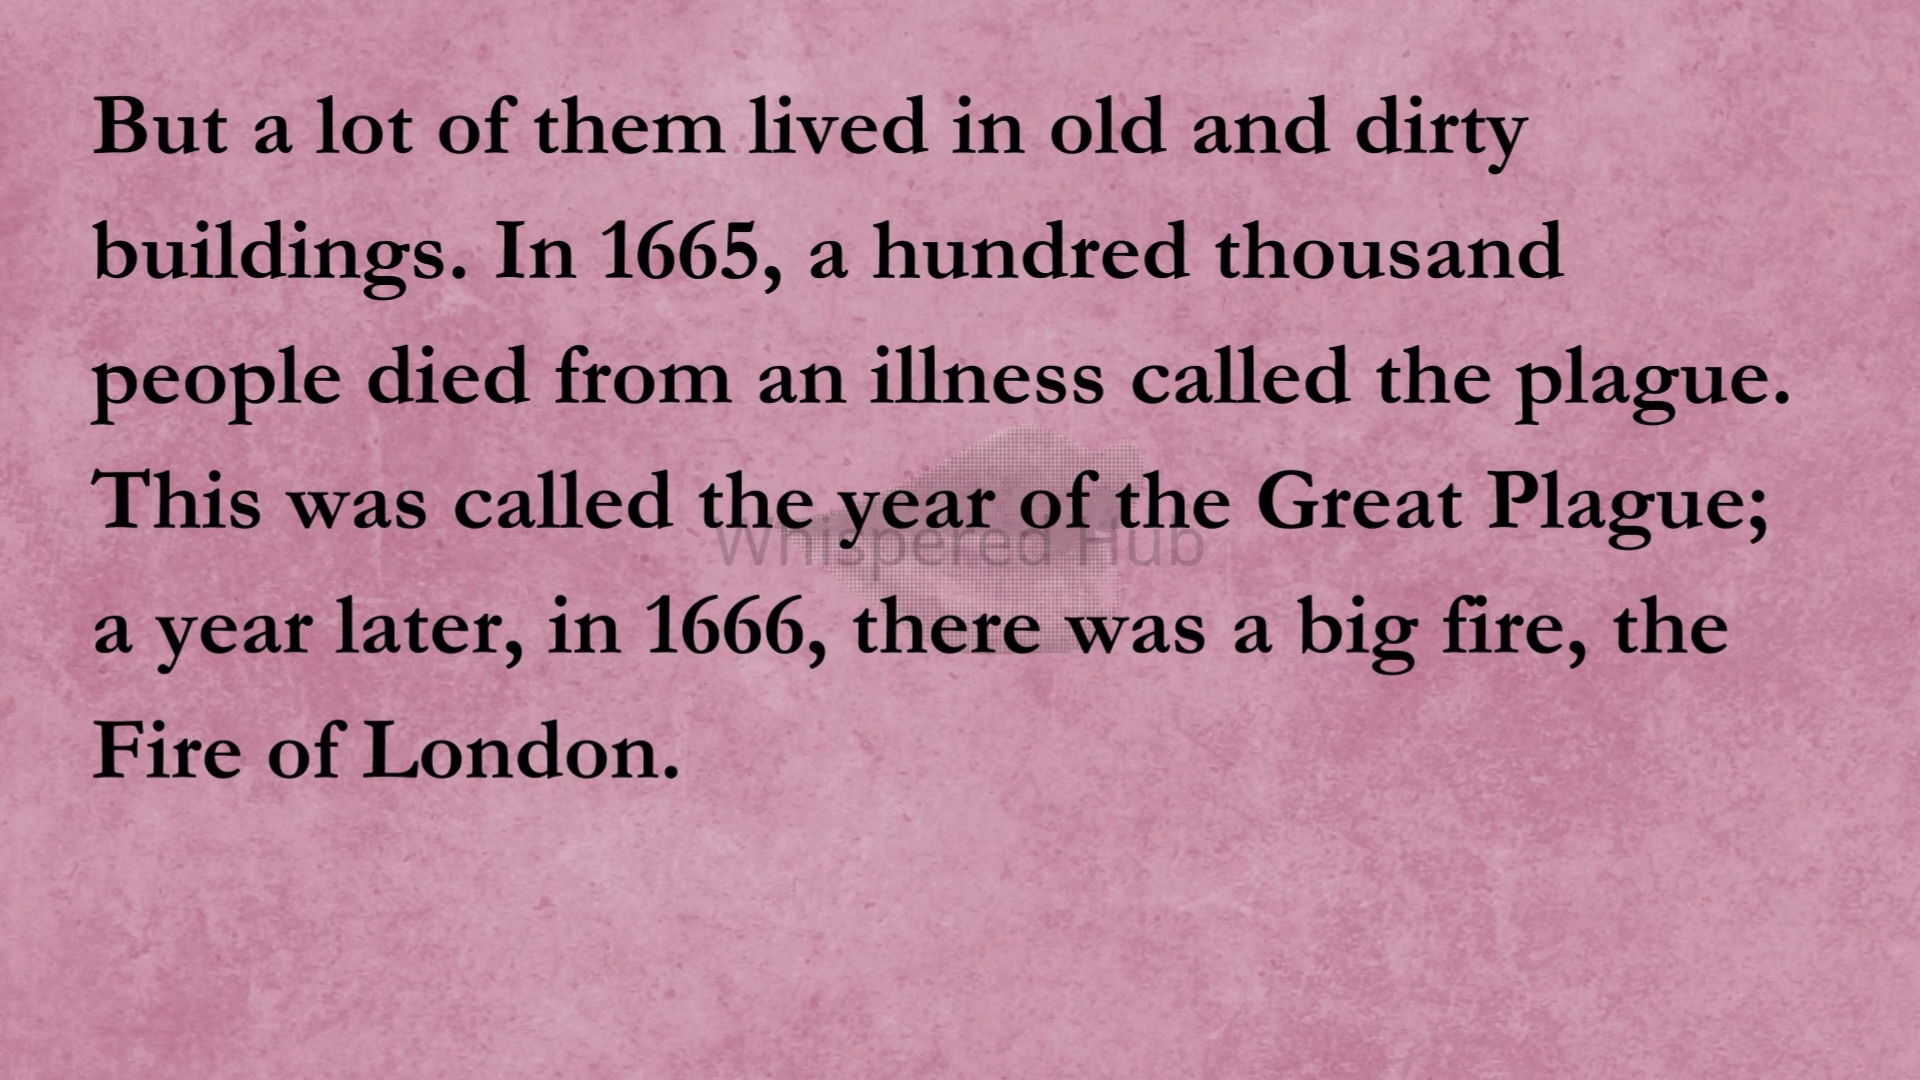 But a lot of them lived in old and dirty
buildings. In 1665, a hundred thousand
people died from an illness called the plague.
This was called the year of the Great Plague;
Whispered Hub
a year later, in 1666, there was a big fire, the
Fire of London.